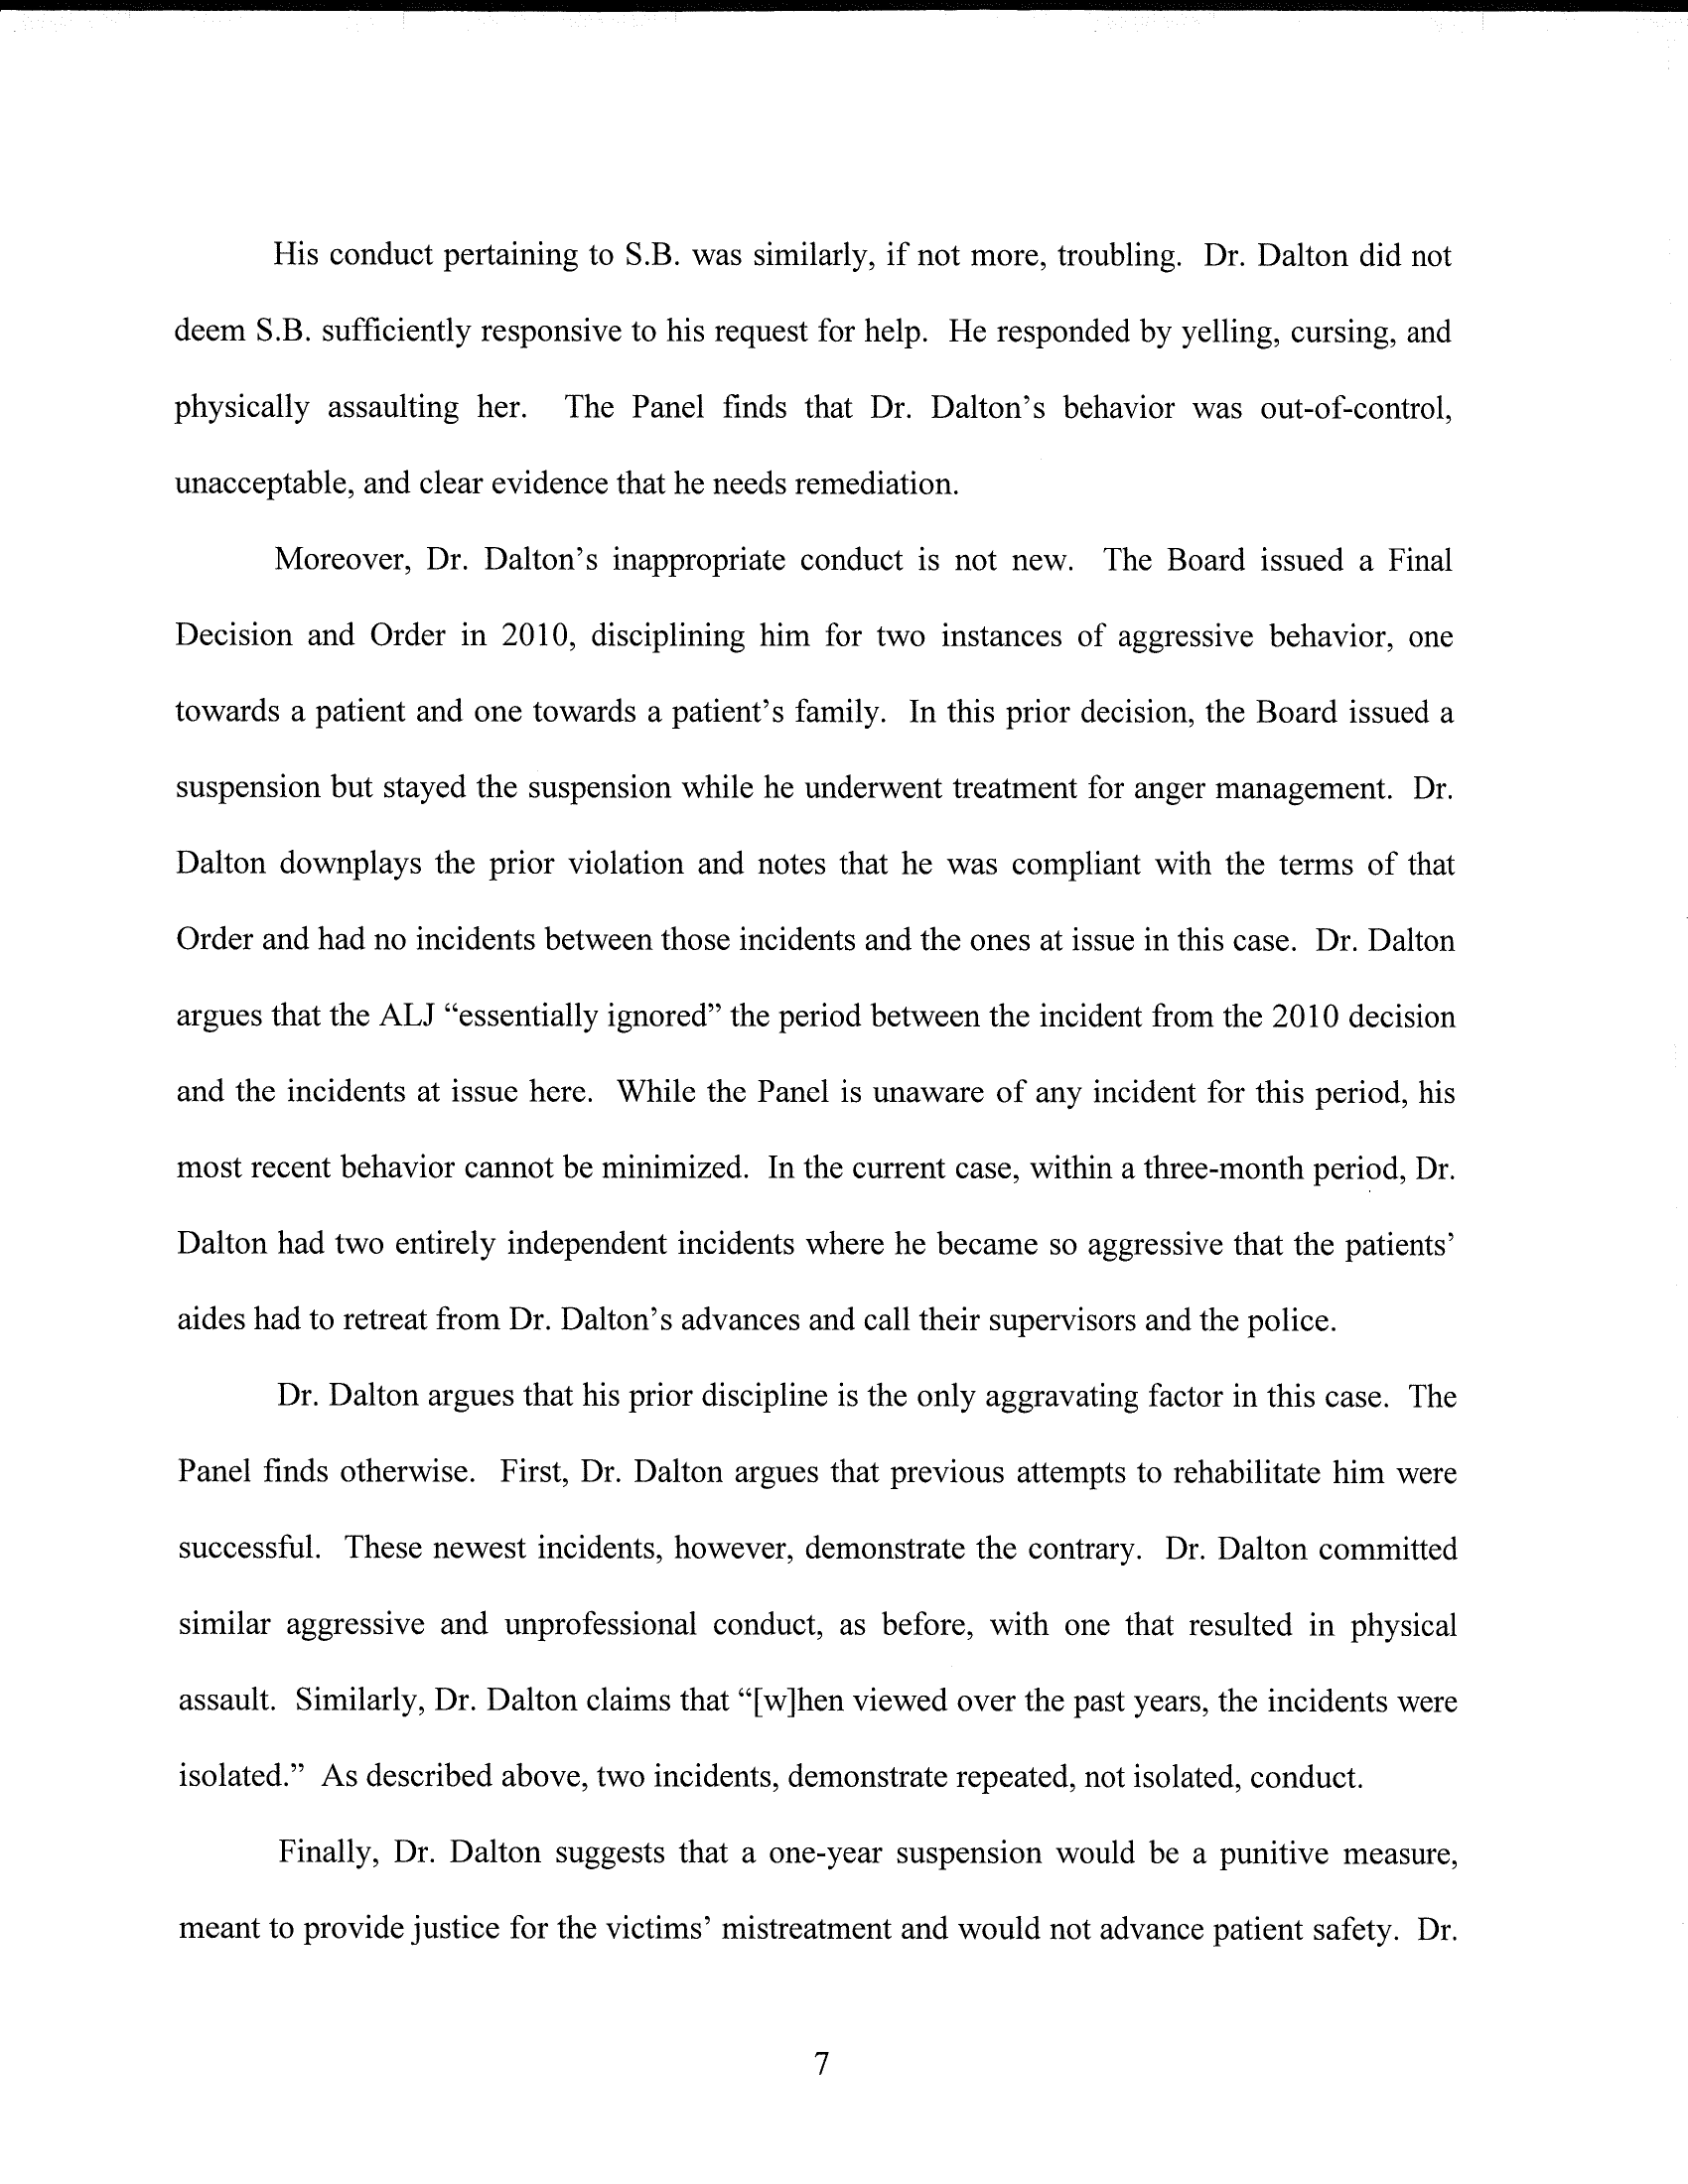 His conduct pertaining to S.B. was similarly, if not more, troubling. Dr. Dalton did not
deem S.B. sufficiently responsive to his request for help. He responded by yelling, cursing, and
physically assaulting her. The Panel finds that Dr. Dalton’s behavior was out-of-control,
unacceptable, and clear evidence that he needs remediation.
Moreover, Dr. Dalton’s inappropriate conduct is not new. The Board issued a Final
Decision and Order in 2010, disciplining him for two instances of aggressive behavior, one
towards a patient and one towards a patient’s family. In this prior decision, the Board issued a
suspension but stayed the suspension while he underwent treatment for anger management. Dr.
Dalton downplays the prior violation and notes that he was compliant with the terms of that
Order and had no incidents between those incidents and the ones at issue in this case. Dr. Dalton
argues that the ALJ “essentially ignored” the period between the incident from the 2010 decision
and the incidents at issue here. While the Panel is unaware of any incident for this period, his
most recent behavior cannot be minimized. In the current case, within a three-month period, Dr.
Dalton had two entirely independent incidents where he became so aggressive that the patients’
aides had to retreat from Dr. Dalton’s advances and call their supervisors and the police.
Dr. Dalton argues that his prior discipline is the only aggravating factor in this case. The
Panel finds otherwise. First, Dr. Dalton argues that previous attempts to rehabilitate him were
successful. These newest incidents, however, demonstrate the contrary. Dr. Dalton committed
similar aggressive and unprofessional conduct, as before, with one that resulted in physical
assault. Similarly, Dr. Dalton claims that “[w]hen viewed over the past years, the incidents were
isolated.” As described above, two incidents, demonstrate repeated, not isolated, conduct.
Finally, Dr. Dalton suggests that a one-year suspension would be a punitive measure,
meant to provide justice for the victims’ mistreatment and would not advance patient safety. Dr.
7